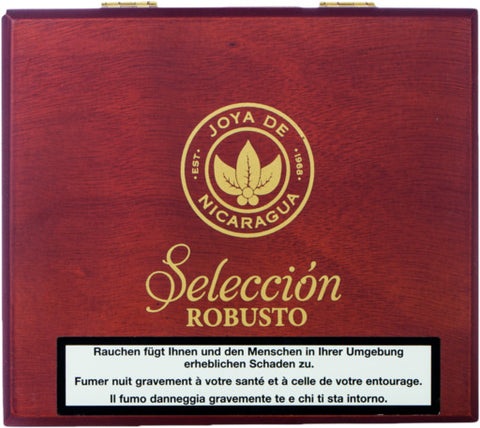 JOYA DE
EST. 1968
NICARAGUA
Selección
ROBUSTO
Rauchen fügt Ihnen und den Menschen in Ihrer Umgebung
erheblichen Schaden zu.
Fumer nuit gravement à votre santé et à celle de votre entourage.
Il fumo danneggia gravemente te e chi ti sta intorno.